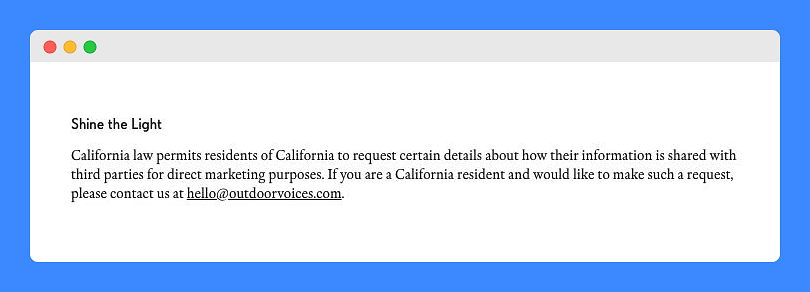 Shine the Light
California law permits residents of California to request certain details about how their information is shared with
third parties for direct marketing purposes. If you are a California resident and would like to make such a request,
please contact us at hello@outdoorvoices.com.